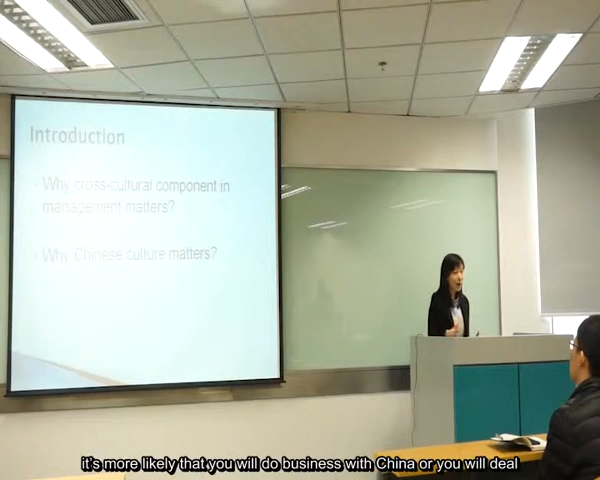 Introduction
Why cross-cultural component in
management matters?
Why Chinese culture matters?
it's more likely that you will do business with China or you will deal